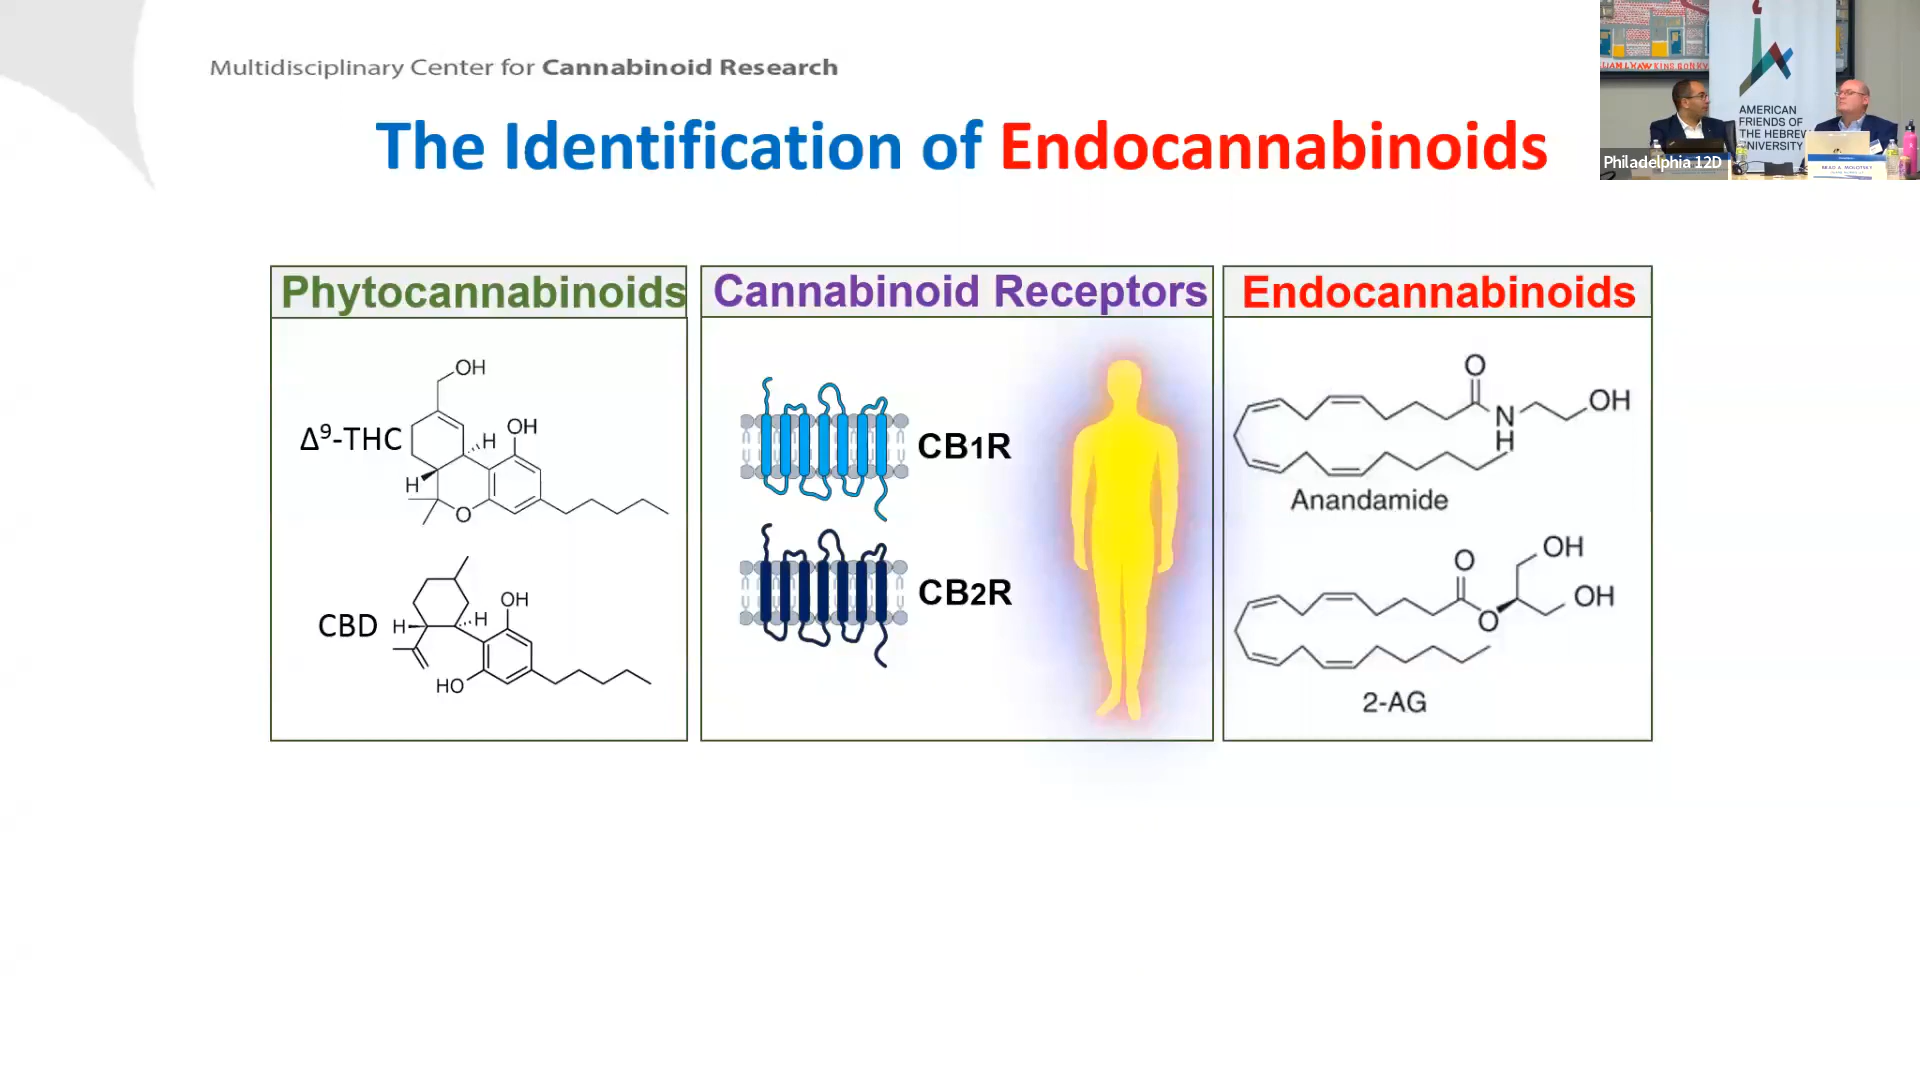 Multidisciplinary Center for Cannabinoid Research
The Identification of Endocannabinoids
AMERICAN
FRIENDS OF
THE HEBREW
UNIVERSITY
Philadelphia 12D
Phytocannabinoids
OH
Δ⁹-THC
H
OH
H
O
CBD
H
H
OH
HO
Cannabinoid Receptors
CB1R
CB2R
Endocannabinoids
O
N
H
OH
Anandamide
O
OH
O
OH
2-AG